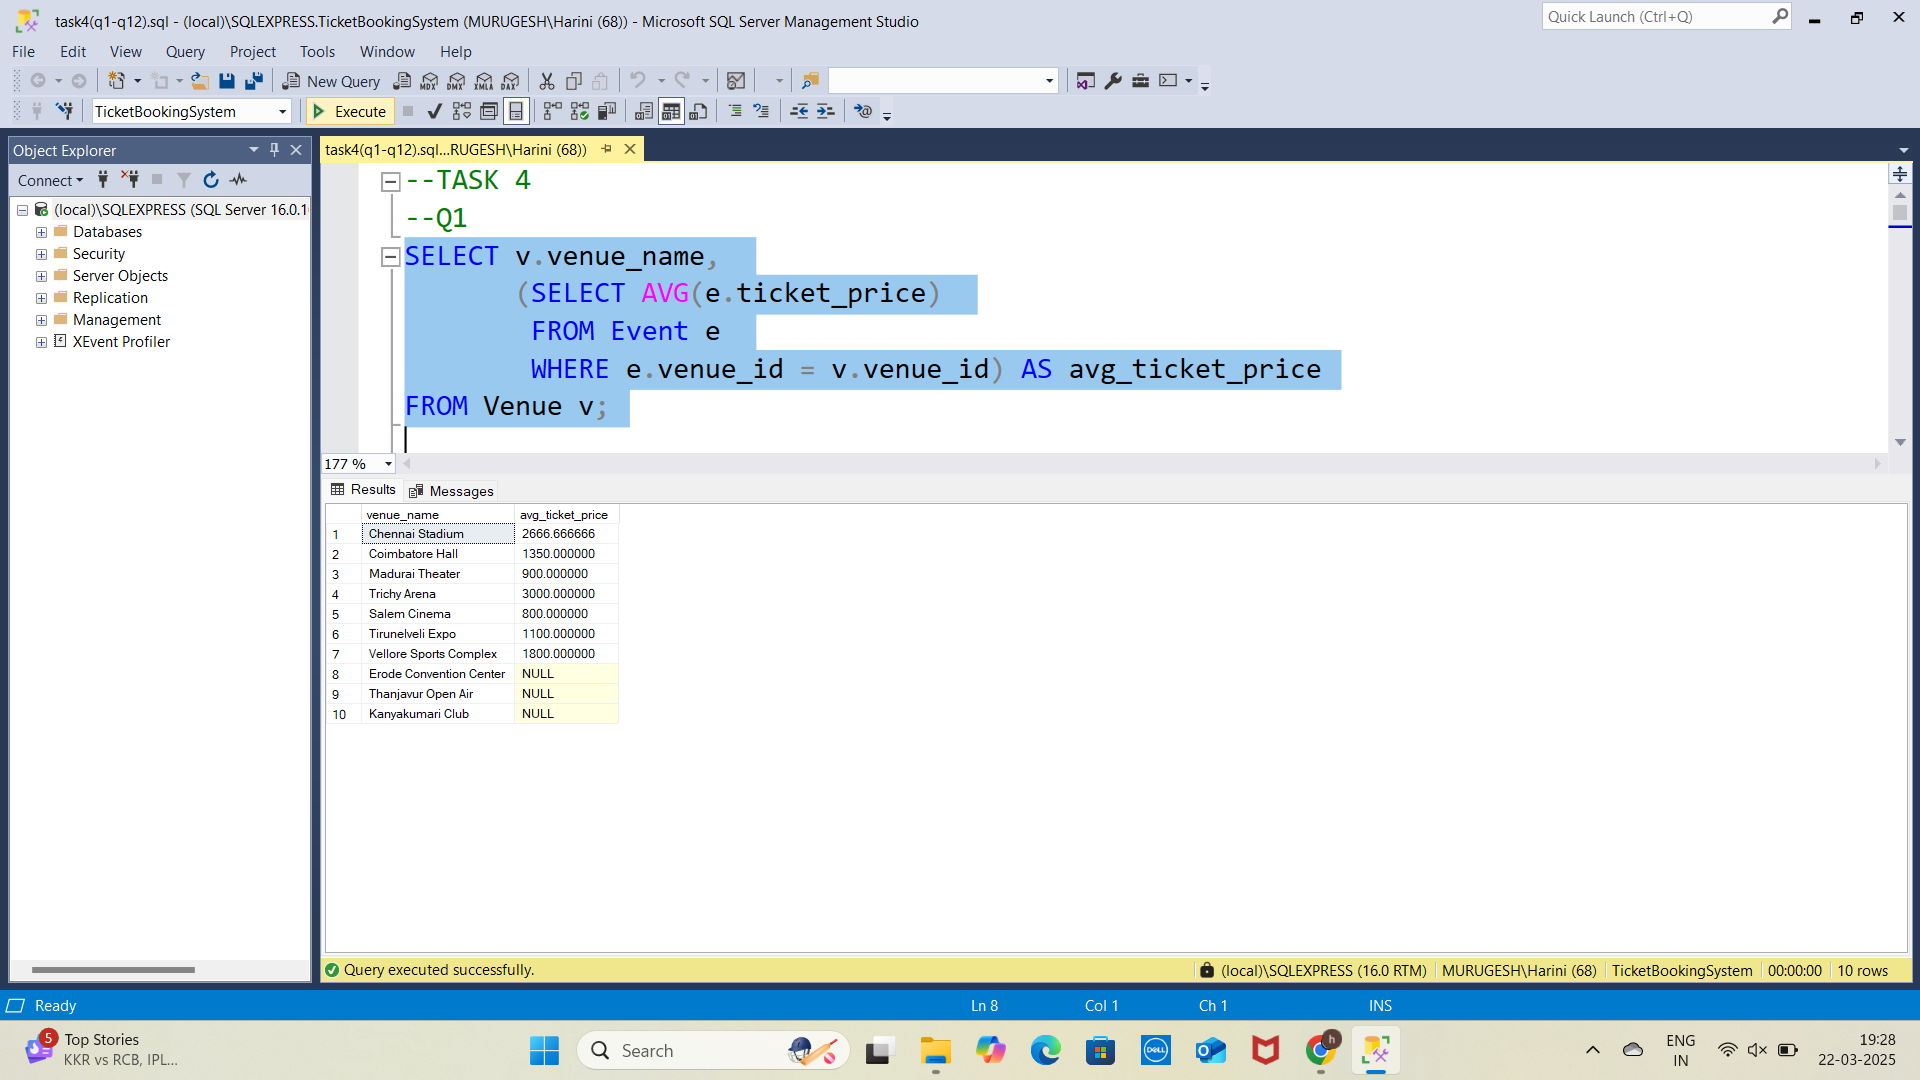 task4(q1-q12).sql - (local)\SQLEXPRESS.TicketBookingSystem (MURUGESH\Harini (68)) - Microsoft SQL Server Management Studio
Quick Launch (Ctrl+Q)
File Edit View Query Project Tools Window Help
New Query MDX DMX XMLA DAX
TicketBookingSystem Execute
Object Explorer
Connect
(local)\SQLEXPRESS (SQL Server 16.0.1
Databases
Security
Server Objects
Replication
Management
XEvent Profiler
task4(q1-q12).sql...RUGESH\Harini (68))
--TASK 4
--Q1
SELECT v.venue_name,
(SELECT AVG(e.ticket_price)
FROM Event e
WHERE e.venue_id = v.venue_id) AS avg_ticket_price
FROM Venue v;
177 %
Results Messages
venue_name avg_ticket_price
1 Chennai Stadium 2666.666666
2 Coimbatore Hall 1350.000000
3 Madurai Theater 900.000000
4 Trichy Arena 3000.000000
5 Salem Cinema 800.000000
6 Tirunelveli Expo 1100.000000
7 Vellore Sports Complex 1800.000000
8 Erode Convention Center NULL
9 Thanjavur Open Air NULL
10 Kanyakumari Club NULL
Query executed successfully. (local)\SQLEXPRESS (16.0 RTM) MURUGESH\Harini (68) TicketBookingSystem 00:00:00 10 rows
Ready Ln 8 Col 1 Ch 1 INS
5 Top Stories
KKR vs RCB, IPL...
Search
DELL
h
ENG
IN
19:28
22-03-2025